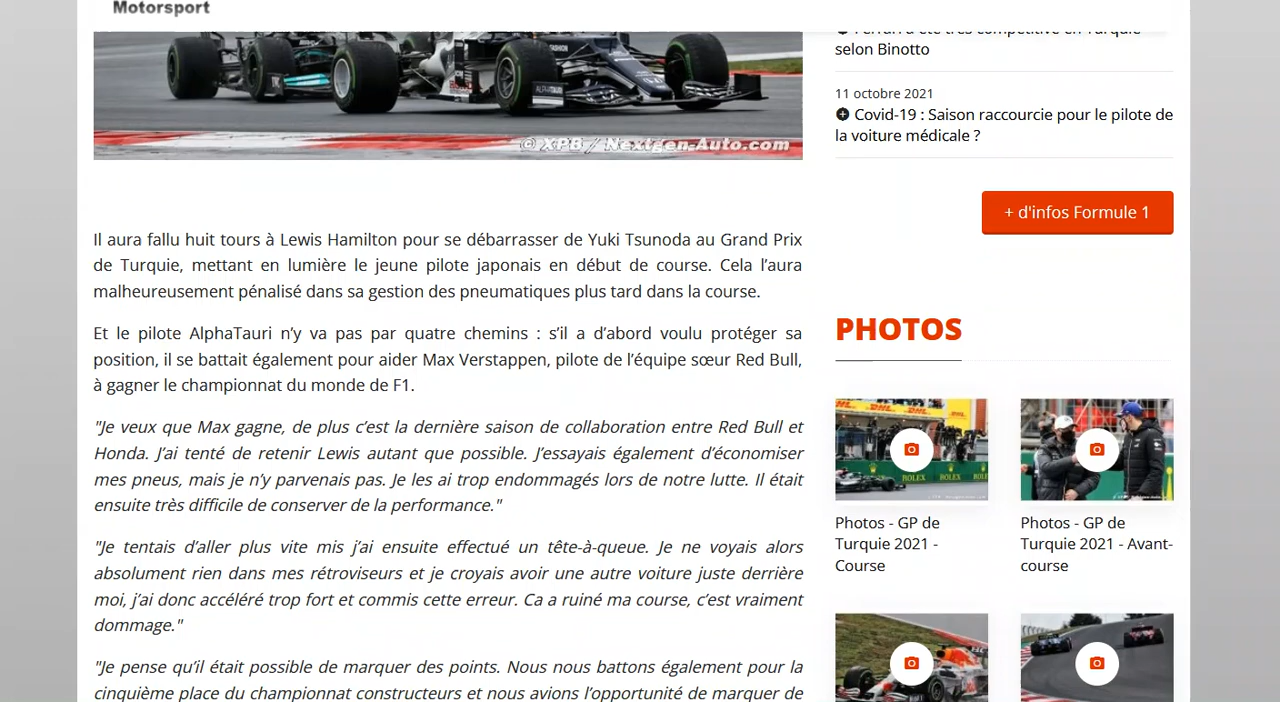 Motorsport
© XPB / Nextgen-Auto.com
Il aura fallu huit tours à Lewis Hamilton pour se débarrasser de Yuki Tsunoda au Grand Prix
de Turquie, mettant en lumière le jeune pilote japonais en début de course. Cela l’aura
malheureusement pénalisé dans sa gestion des pneumatiques plus tard dans la course.
Et le pilote AlphaTauri n’y va pas par quatre chemins : s’il a d’abord voulu protéger sa
position, il se battait également pour aider Max Verstappen, pilote de l’équipe sœur Red Bull,
à gagner le championnat du monde de F1.
"Je veux que Max gagne, de plus c’est la dernière saison de collaboration entre Red Bull et
Honda. J’ai tenté de retenir Lewis autant que possible. J’essayais également d’économiser
mes pneus, mais je n’y parvenais pas. Je les ai trop endommagés lors de notre lutte. Il était
ensuite très difficile de conserver de la performance."
"Je tentais d’aller plus vite mis j’ai ensuite effectué un tête-à-queue. Je ne voyais alors
absolument rien dans mes rétroviseurs et je croyais avoir une autre voiture juste derrière
moi, j’ai donc accéléré trop fort et commis cette erreur. Ca a ruiné ma course, c’est vraiment
dommage."
"Je pense qu’il était possible de marquer des points. Nous nous battons également pour la
cinquième place du championnat constructeurs et nous avions l’opportunité de marquer de
Ferrari a été très compétitive en Turquie
selon Binotto
11 octobre 2021
Covid-19 : Saison raccourcie pour le pilote de
la voiture médicale ?
+ d'infos Formule 1
PHOTOS
DHL
ROLEX
ROLEX
Photos - GP de
Turquie 2021 -
Course
Photos - GP de
Turquie 2021 - Avant-
course